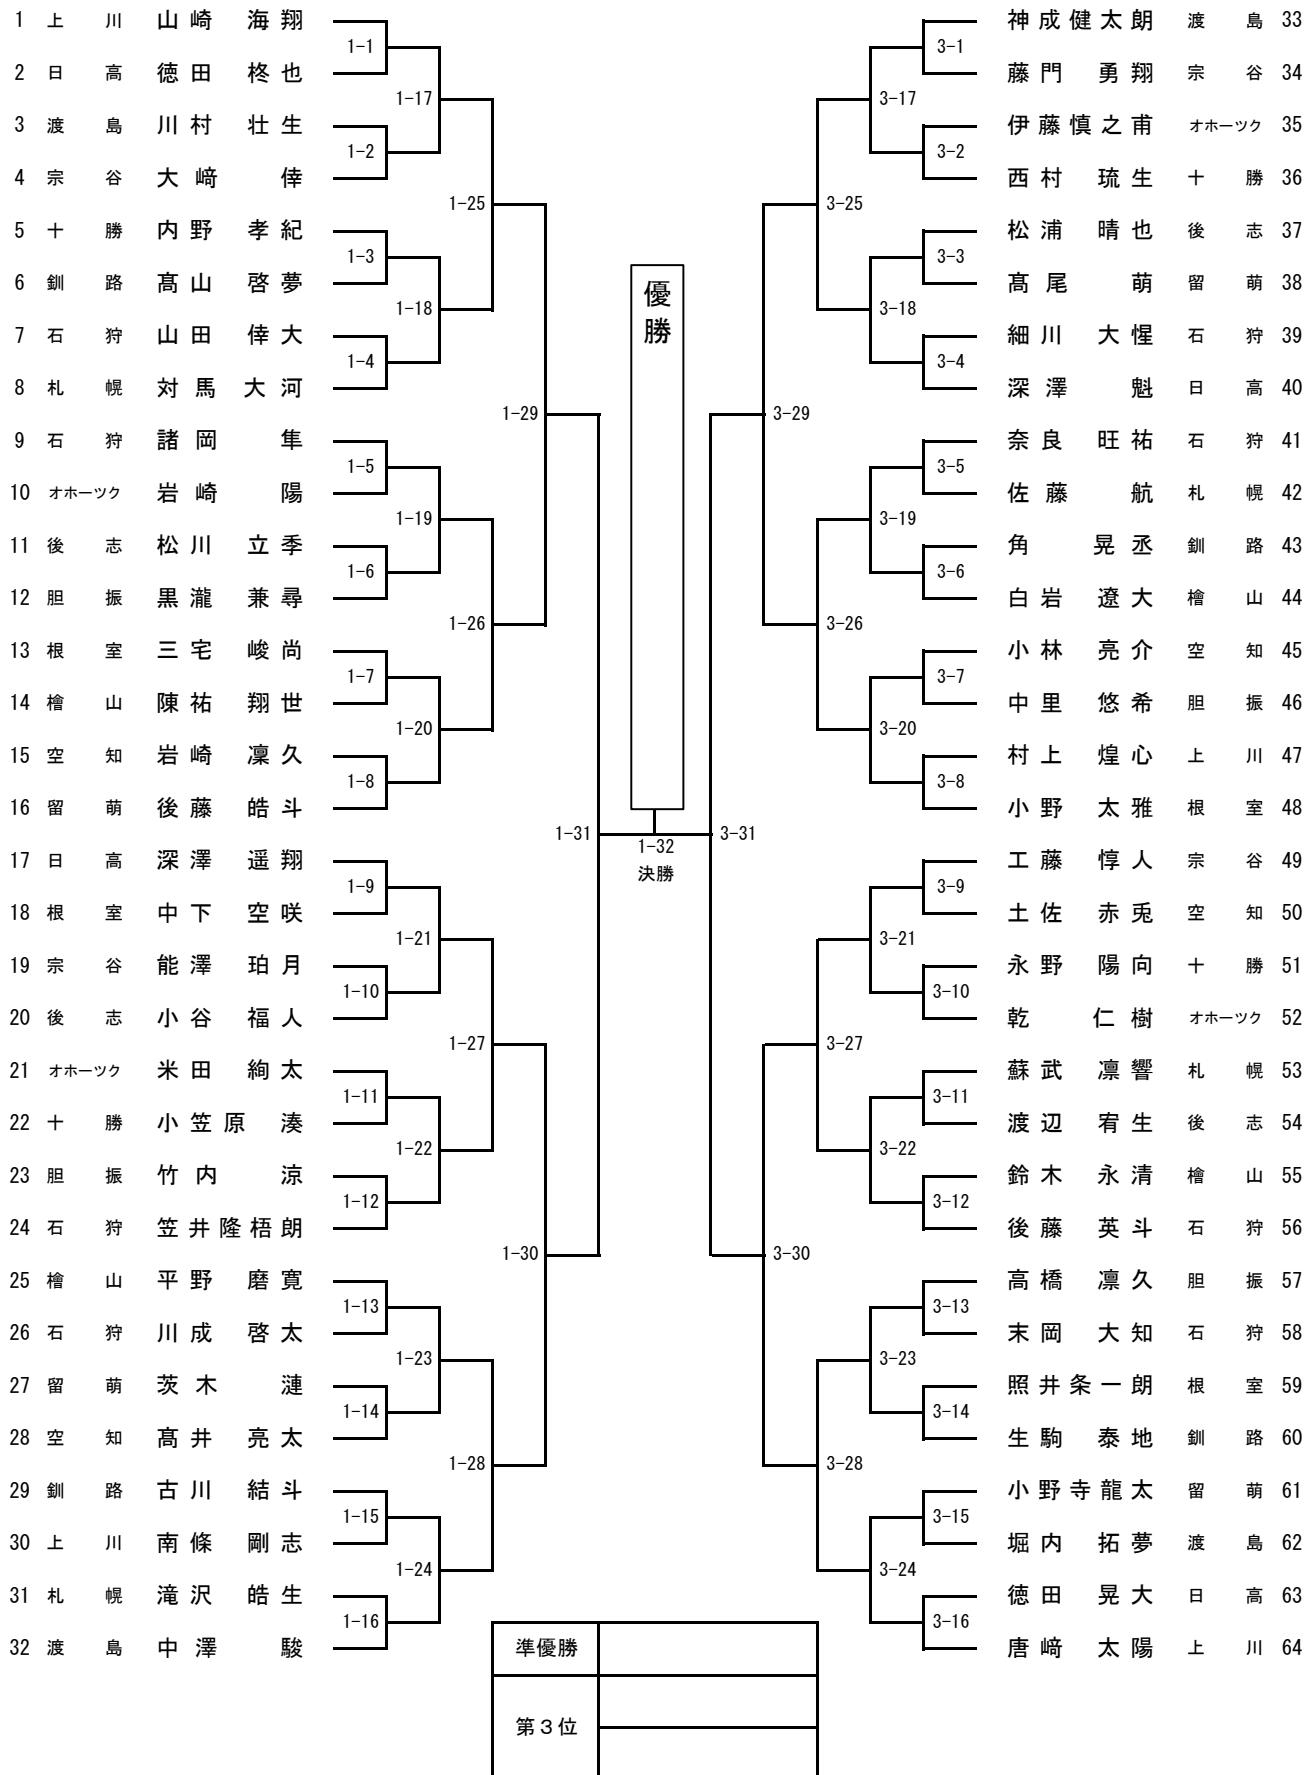 1 上川 山崎 海翔
1-1
2 日高 徳田 柊也
1-17
3 渡島 川村 壮生
1-2
4 宗谷 大﨑 倖
1-25
5 十勝 内野 孝紀
1-3
6 釧路 髙山 啓夢
1-18
7 石狩 山田 倖大
1-4
8 札幌 対馬 大河
1-29
9 石狩 諸岡 隼
1-5
10 オホーツク 岩崎 陽
1-19
11 後志 松川 立季
1-6
12 胆振 黒瀧 兼尋
1-26
13 根室 三宅 峻尚
1-7
14 檜山 陳祐 翔世
1-20
15 空知 岩崎 凜久
1-8
16 留萌 後藤 皓斗
1-31
17 日高 深澤 遥翔
1-9
18 根室 中下 空咲
1-21
19 宗谷 能澤 珀月
1-10
20 後志 小谷 福人
1-27
21 オホーツク 米田 絢太
1-11
22 十勝 小笠原 湊
1-22
23 胆振 竹内 涼
1-12
24 石狩 笠井隆梧朗
1-30
25 檜山 平野 磨寛
1-13
26 石狩 川成 啓太
1-23
27 留萌 茨木 漣
1-14
28 空知 髙井 亮太
1-28
29 釧路 古川 結斗
1-15
30 上川 南條 剛志
1-24
31 札幌 滝沢 皓生
1-16
32 渡島 中澤 駿
優勝
1-32
決勝
神成健太朗 渡島 33
3-1
藤門 勇翔 宗谷 34
3-17
伊藤慎之甫 オホーツク 35
3-2
西村 琉生 十勝 36
3-25
松浦 晴也 後志 37
3-3
髙尾 萌 留萌 38
3-18
細川 大惺 石狩 39
3-4
深澤 魁 日高 40
3-29
奈良 旺祐 石狩 41
3-5
佐藤 航 札幌 42
3-19
角 晃丞 釧路 43
3-6
白岩 遼大 檜山 44
3-26
小林 亮介 空知 45
3-7
中里 悠希 胆振 46
3-20
村上 煌心 上川 47
3-8
小野 太雅 根室 48
3-31
工藤 惇人 宗谷 49
3-9
土佐 赤兎 空知 50
3-21
永野 陽向 十勝 51
3-10
乾 仁樹 オホーツク 52
3-27
蘇武 凛響 札幌 53
3-11
渡辺 宥生 後志 54
3-22
鈴木 永清 檜山 55
3-12
後藤 英斗 石狩 56
3-30
高橋 凛久 胆振 57
3-13
末岡 大知 石狩 58
3-23
照井条一朗 根室 59
3-14
生駒 泰地 釧路 60
3-28
小野寺龍太 留萌 61
3-15
堀内 拓夢 渡島 62
3-24
徳田 晃大 日高 63
3-16
唐﨑 太陽 上川 64
準優勝
第3位